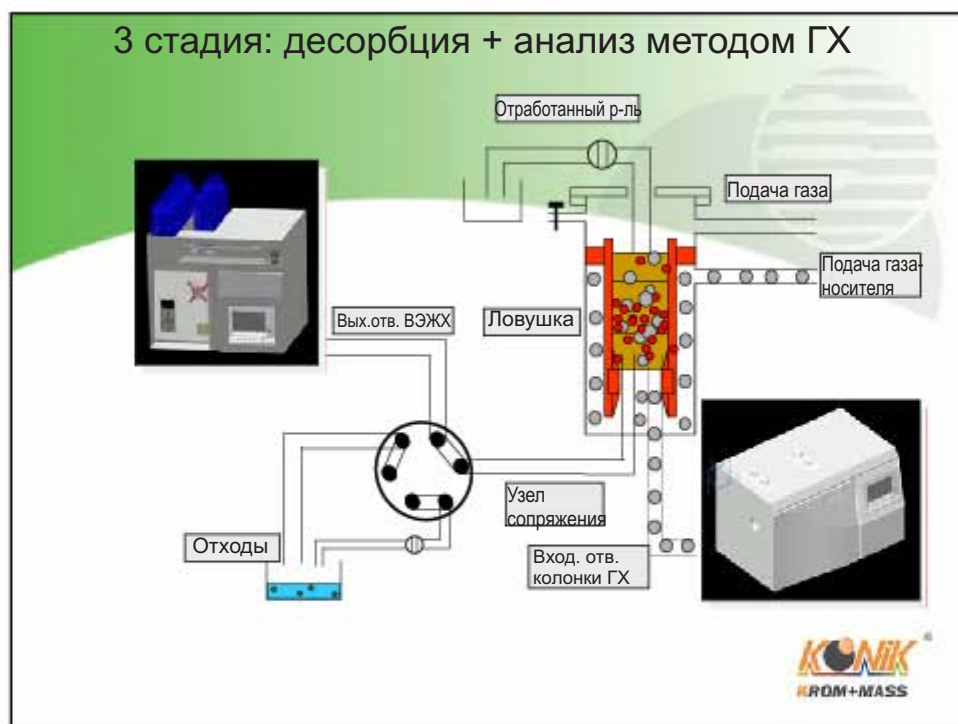 3 стадия: десорбция + анализ методом ГХ
Отработанный р-ль
Подача газа
Подача газа-
носителя
Вых.отв. ВЭЖХ
Ловушка
Узел
сопряжения
Отходы
Вход. отв.
колонки ГХ
KONIK
KROM+MASS